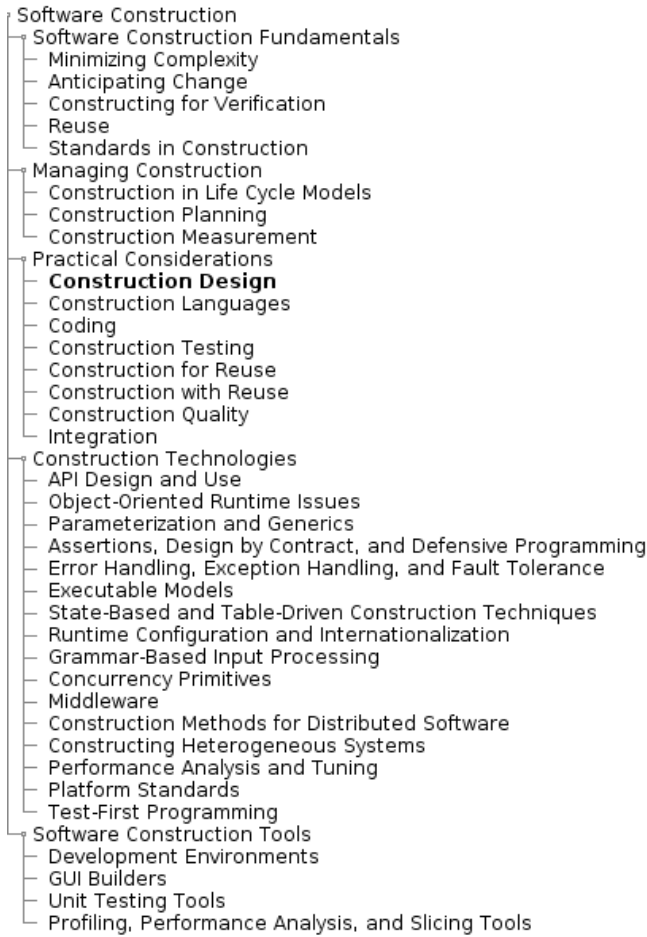 Software Construction
Software Construction Fundamentals
Minimizing Complexity
Anticipating Change
Constructing for Verification
Reuse
Standards in Construction
Managing Construction
Construction in Life Cycle Models
Construction Planning
Construction Measurement
Practical Considerations
Construction Design
Construction Languages
Coding
Construction Testing
Construction for Reuse
Construction with Reuse
Construction Quality
Integration
Construction Technologies
API Design and Use
Object-Oriented Runtime Issues
Parameterization and Generics
Assertions, Design by Contract, and Defensive Programming
Error Handling, Exception Handling, and Fault Tolerance
Executable Models
State-Based and Table-Driven Construction Techniques
Runtime Configuration and Internationalization
Grammar-Based Input Processing
Concurrency Primitives
Middleware
Construction Methods for Distributed Software
Constructing Heterogeneous Systems
Performance Analysis and Tuning
Platform Standards
Test-First Programming
Software Construction Tools
Development Environments
GUI Builders
Unit Testing Tools
Profiling, Performance Analysis, and Slicing Tools